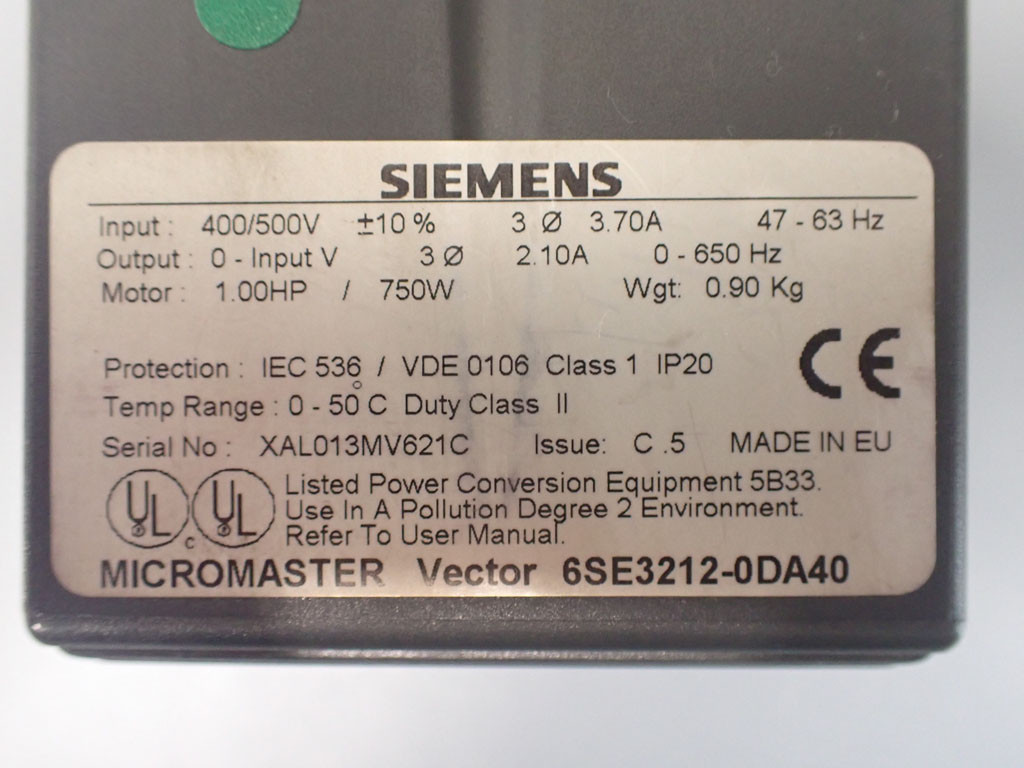 SIEMENS
Input : 400/500V ±10 % 3 Ø 3.70A 47 - 63 Hz
Output : 0 - Input V 3 Ø 2.10A 0 - 650 Hz
Motor : 1.00HP / 750W Wgt: 0.90 Kg
CE
Protection : IEC 536 / VDE 0106 Class 1 IP20
Temp Range : 0 - 50°C Duty Class II
Serial No : XAL013MV621C Issue: C .5 MADE IN EU
UL c UL
Listed Power Conversion Equipment 5B33.
Use In A Pollution Degree 2 Environment.
Refer To User Manual.
MICROMASTER Vector 6SE3212-0DA40